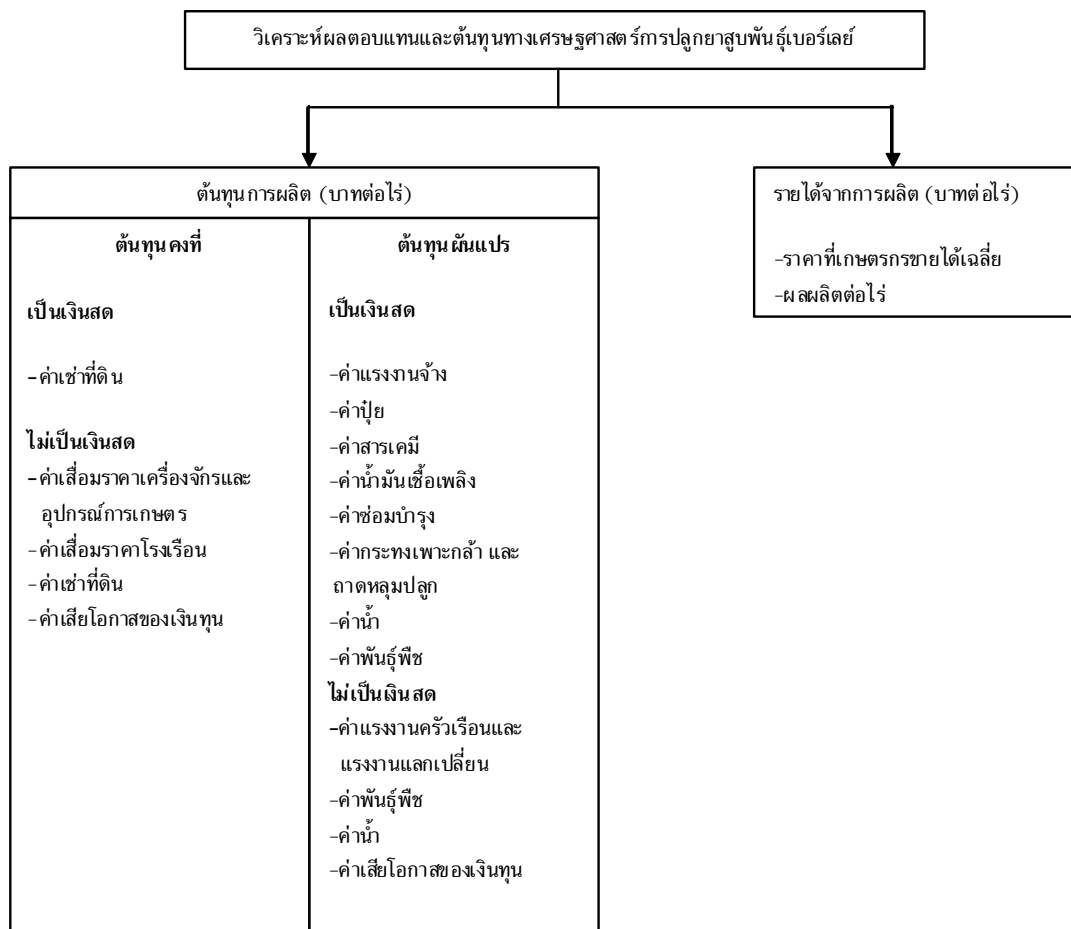 วิเคราะห์ผลตอบแทนและต้นทุนทางเศรษฐศาสตร์การปลูกยาสูบพันธุ์เบอร์เลย์
ต้นทุนการผลิต (บาทต่อไร่)
ต้นทุนคงที่
เป็นเงินสด
-ค่าเช่าที่ดิน
ไม่เป็นเงินสด
-ค่าเสื่อมราคาเครื่องจักรและ
อุปกรณ์การเกษตร
-ค่าเสื่อมราคาโรงเรือน
-ค่าเช่าที่ดิน
-ค่าเสียโอกาสของเงินทุน
ต้นทุนผันแปร
เป็นเงินสด
-ค่าแรงงานจ้าง
-ค่าปุ๋ย
-ค่าสารเคมี
-ค่าน้ำมันเชื้อเพลิง
-ค่าซ่อมบำรุง
-ค่ากระทงเพาะกล้า และ
ถาดหลุมปลูก
-ค่าน้ำ
-ค่าพันธุ์พืช
ไม่เป็นเงินสด
-ค่าแรงงานครัวเรือนและ
แรงงานแลกเปลี่ยน
-ค่าพันธุ์พืช
-ค่าน้ำ
-ค่าเสียโอกาสของเงินทุน
รายได้จากการผลิต (บาทต่อไร่)
-ราคาที่เกษตรกรขายได้เฉลี่ย
-ผลผลิตต่อไร่